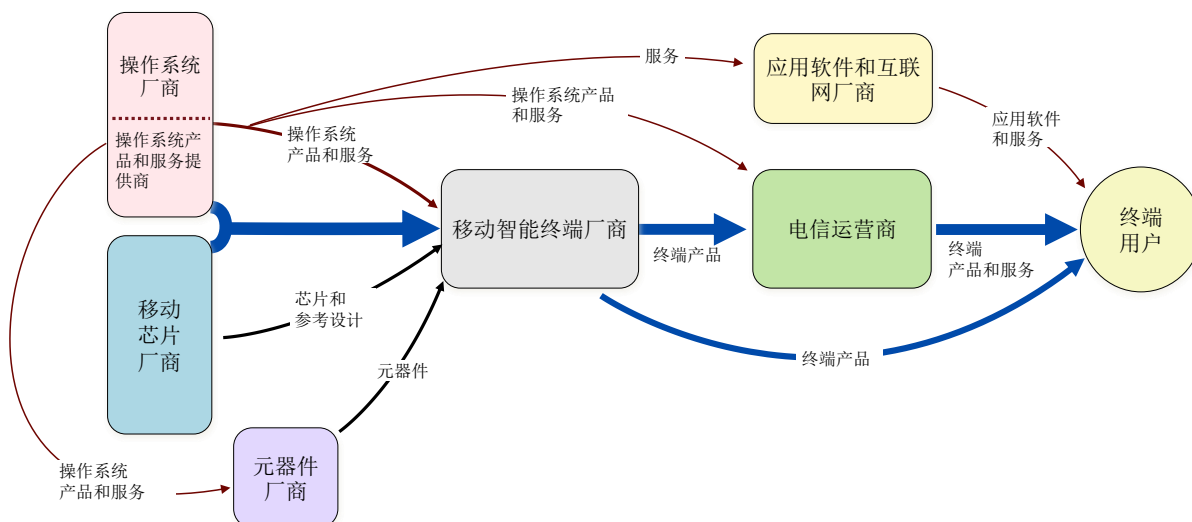 操作系统
厂商
操作系统产
品和服务提
供商
服务
应用软件和互联
网厂商
操作系统产品
和服务
操作系统
产品和服务
应用软件
和服务
移动智能终端厂商
终端产品
电信运营商
终端
产品和服务
终端
用户
移动
芯片
厂商
芯片和
参考设计
终端产品
元器件
操作系统
产品和服务
元器件
厂商